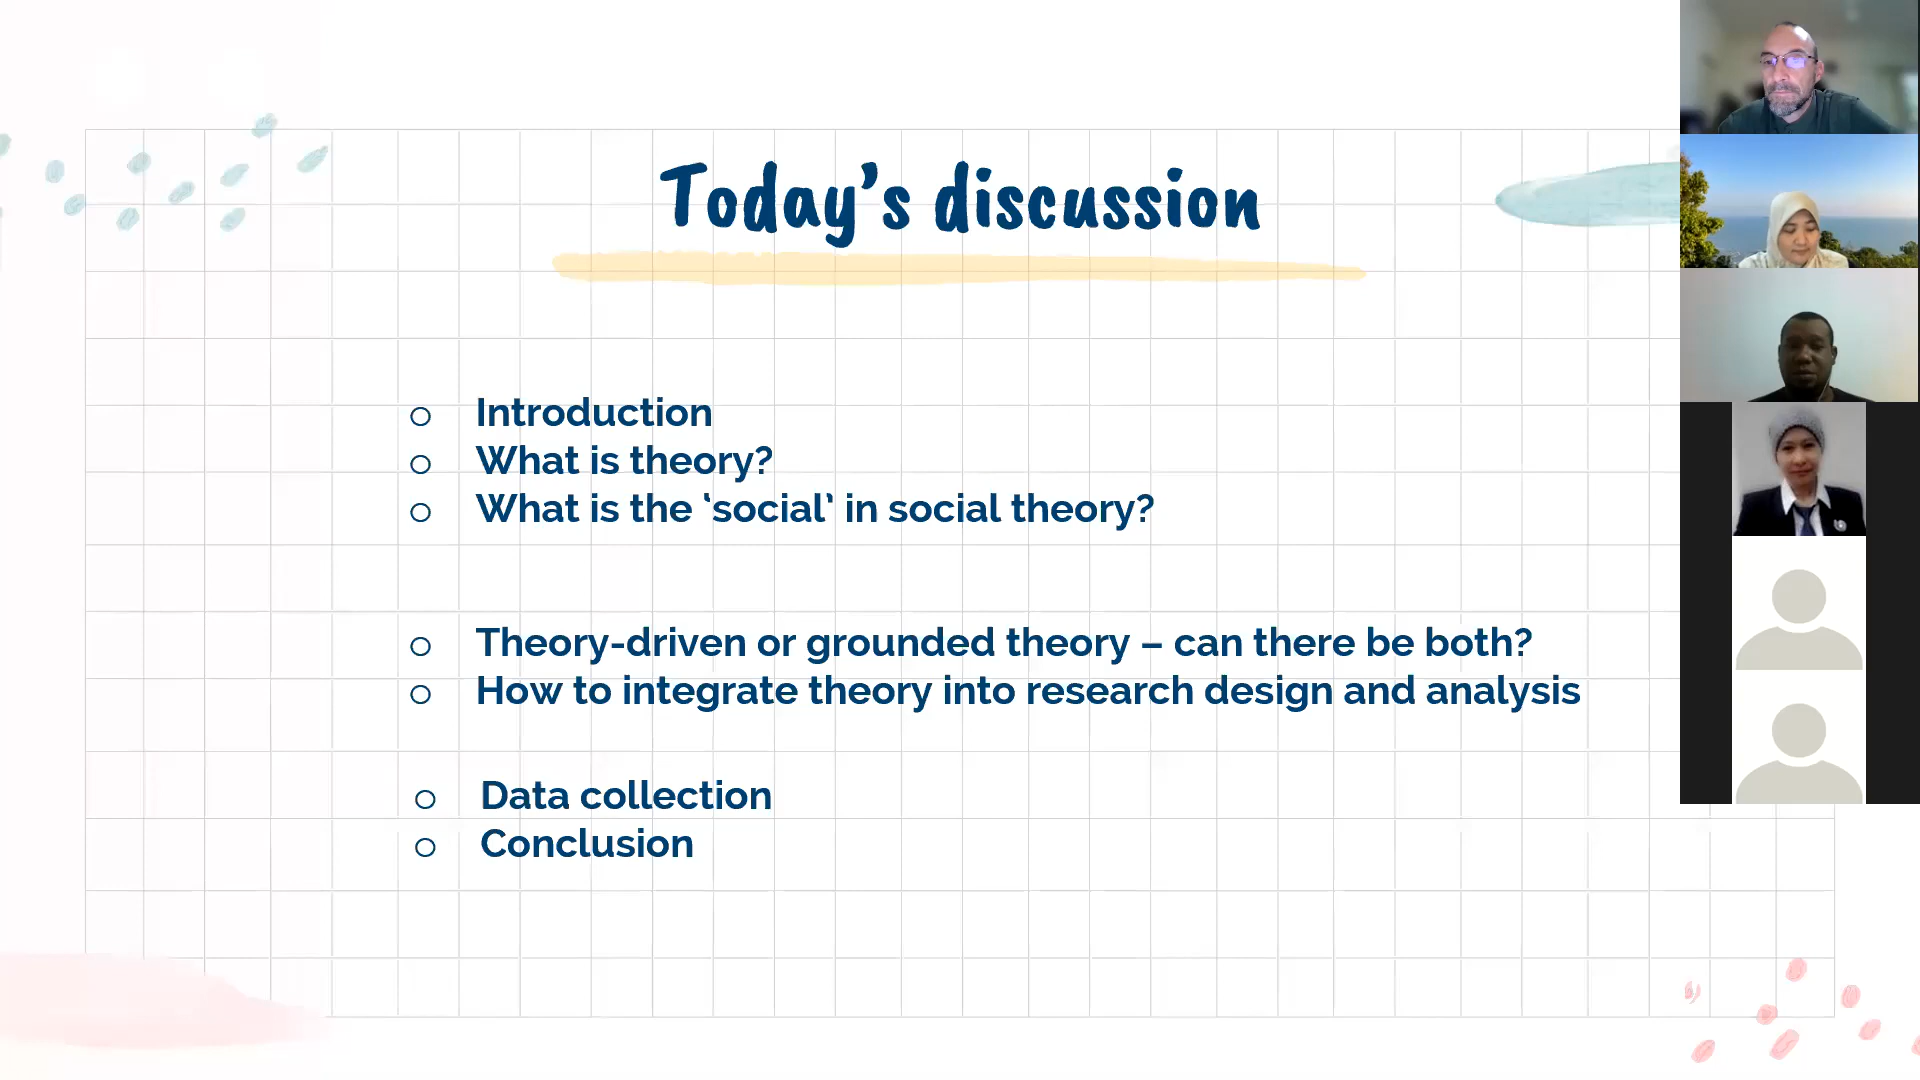 Today’s discussion
Introduction
What is theory?
What is the ‘social’ in social theory?
Theory-driven or grounded theory – can there be both?
How to integrate theory into research design and analysis
Data collection
Conclusion